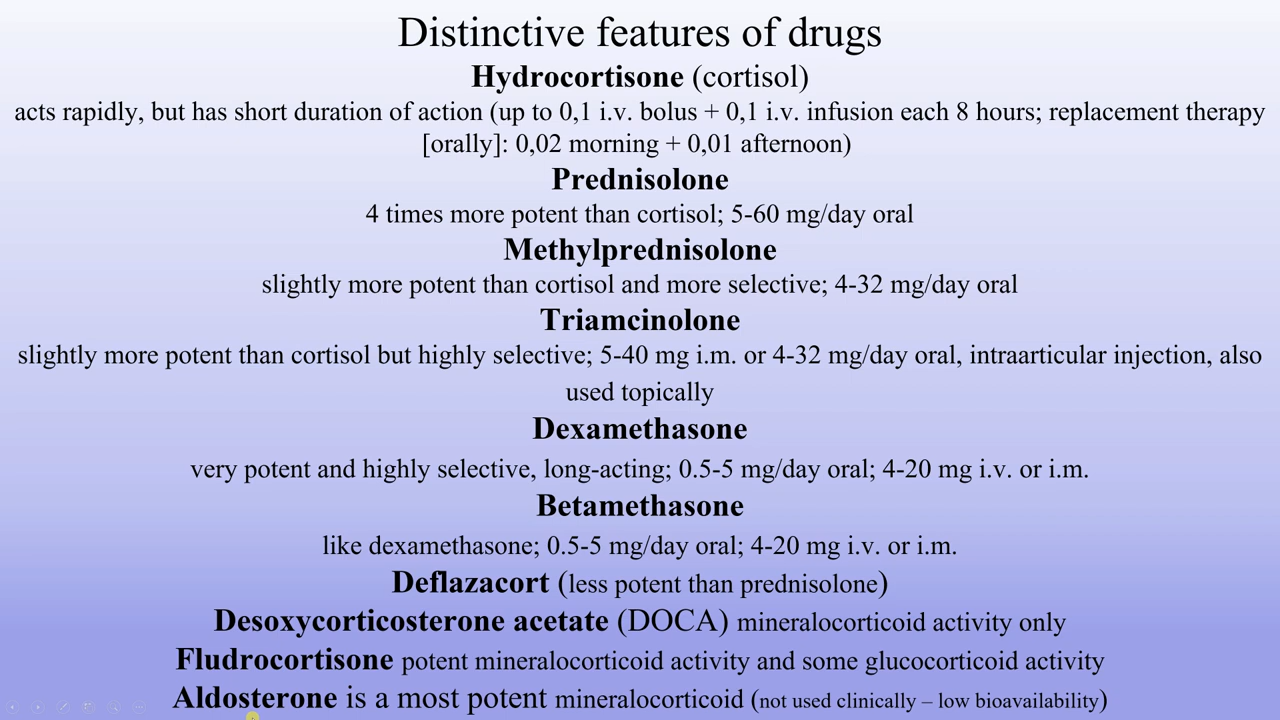 Distinctive features of drugs
Hydrocortisone (cortisol)
acts rapidly, but has short duration of action (up to 0,1 i.v. bolus + 0,1 i.v. infusion each 8 hours; replacement therapy
[orally]: 0,02 morning + 0,01 afternoon)
Prednisolone
4 times more potent than cortisol; 5-60 mg/day oral
Methylprednisolone
slightly more potent than cortisol and more selective; 4-32 mg/day oral
Triamcinolone
slightly more potent than cortisol but highly selective; 5-40 mg i.m. or 4-32 mg/day oral, intraarticular injection, also
used topically
Dexamethasone
very potent and highly selective, long-acting; 0.5-5 mg/day oral; 4-20 mg i.v. or i.m.
Betamethasone
like dexamethasone; 0.5-5 mg/day oral; 4-20 mg i.v. or i.m.
Deflazacort (less potent than prednisolone)
Desoxycorticosterone acetate (DOCA) mineralocorticoid activity only
Fludrocortisone potent mineralocorticoid activity and some glucocorticoid activity
Aldosterone is a most potent mineralocorticoid (not used clinically – low bioavailability)